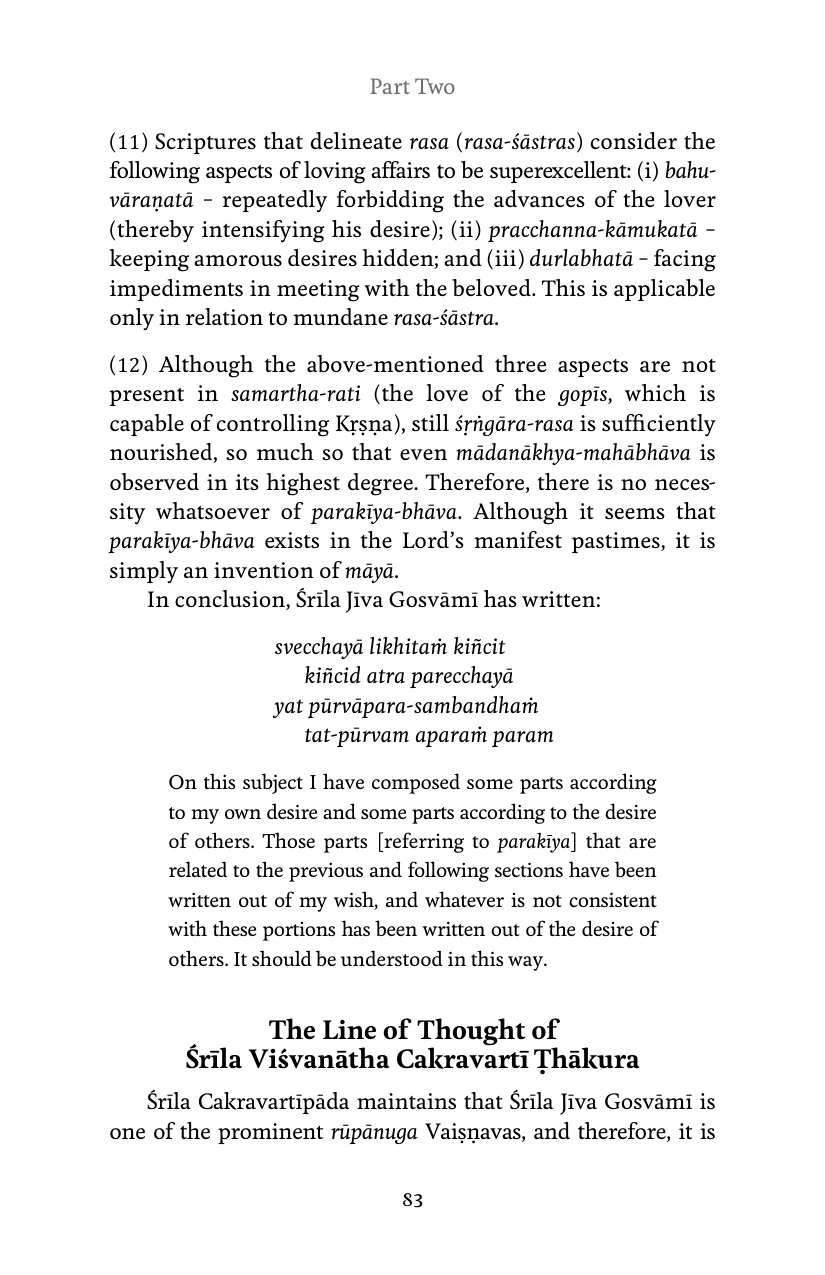 Part Two
(11) Scriptures that delineate rasa (rasa-śāstras) consider the
following aspects of loving affairs to be superexcellent: (i) bahu-
vāraṇatā – repeatedly forbidding the advances of the lover
(thereby intensifying his desire); (ii) pracchanna-kāmukatā –
keeping amorous desires hidden; and (iii) durlabhatā – facing
impediments in meeting with the beloved. This is applicable
only in relation to mundane rasa-śāstra.
(12) Although the above-mentioned three aspects are not
present in samartha-rati (the love of the gopīs, which is
capable of controlling Kṛṣṇa), still śṛṅgāra-rasa is sufficiently
nourished, so much so that even mādanākhya-mahābhāva is
observed in its highest degree. Therefore, there is no neces-
sity whatsoever of parakīya-bhāva. Although it seems that
parakīya-bhāva exists in the Lord’s manifest pastimes, it is
simply an invention of māyā.
In conclusion, Śrīla Jīva Gosvāmī has written:
svecchayā likhitaṁ kiñcit
kiñcid atra parecchayā
yat pūrvāpara-sambandhaṁ
tat-pūrvam aparaṁ param
On this subject I have composed some parts according
to my own desire and some parts according to the desire
of others. Those parts [referring to parakīya] that are
related to the previous and following sections have been
written out of my wish, and whatever is not consistent
with these portions has been written out of the desire of
others. It should be understood in this way.
The Line of Thought of
Śrīla Viśvanātha Cakravartī Ṭhākura
Śrīla Cakravartīpāda maintains that Śrīla Jīva Gosvāmī is
one of the prominent rūpānuga Vaiṣṇavas, and therefore, it is
83